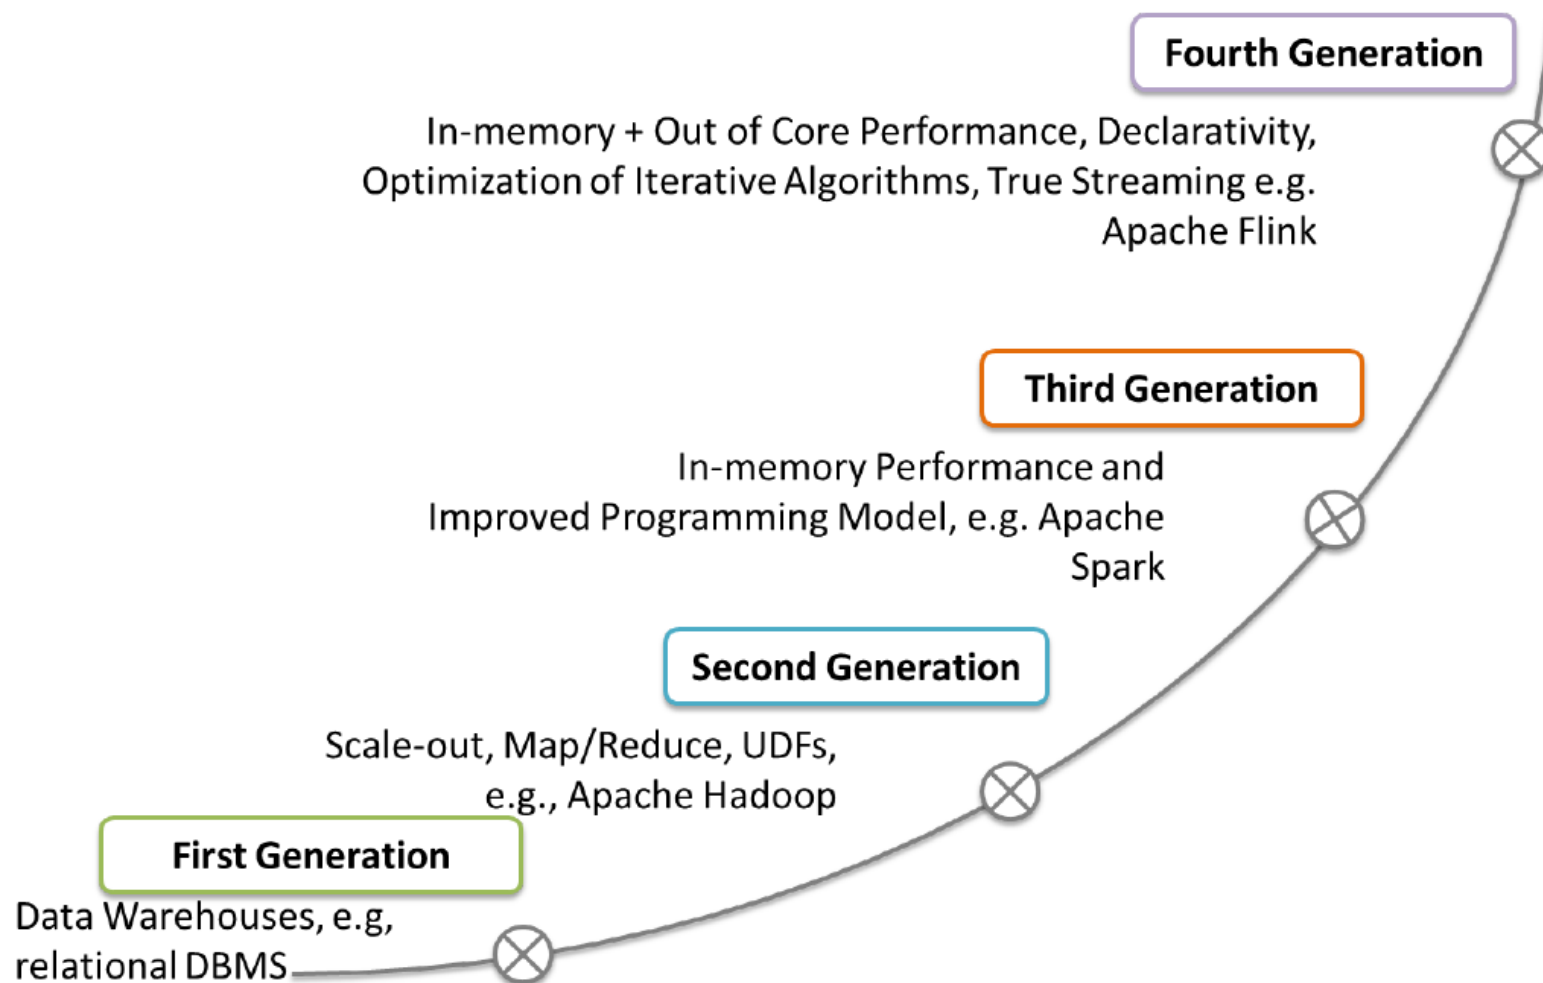 Fourth Generation
In-memory + Out of Core Performance, Declarativity,
Optimization of Iterative Algorithms, True Streaming e.g.
Apache Flink
Third Generation
In-memory Performance and
Improved Programming Model, e.g. Apache
Spark
Second Generation
Scale-out, Map/Reduce, UDFs,
e.g., Apache Hadoop
First Generation
Data Warehouses, e.g,
relational DBMS